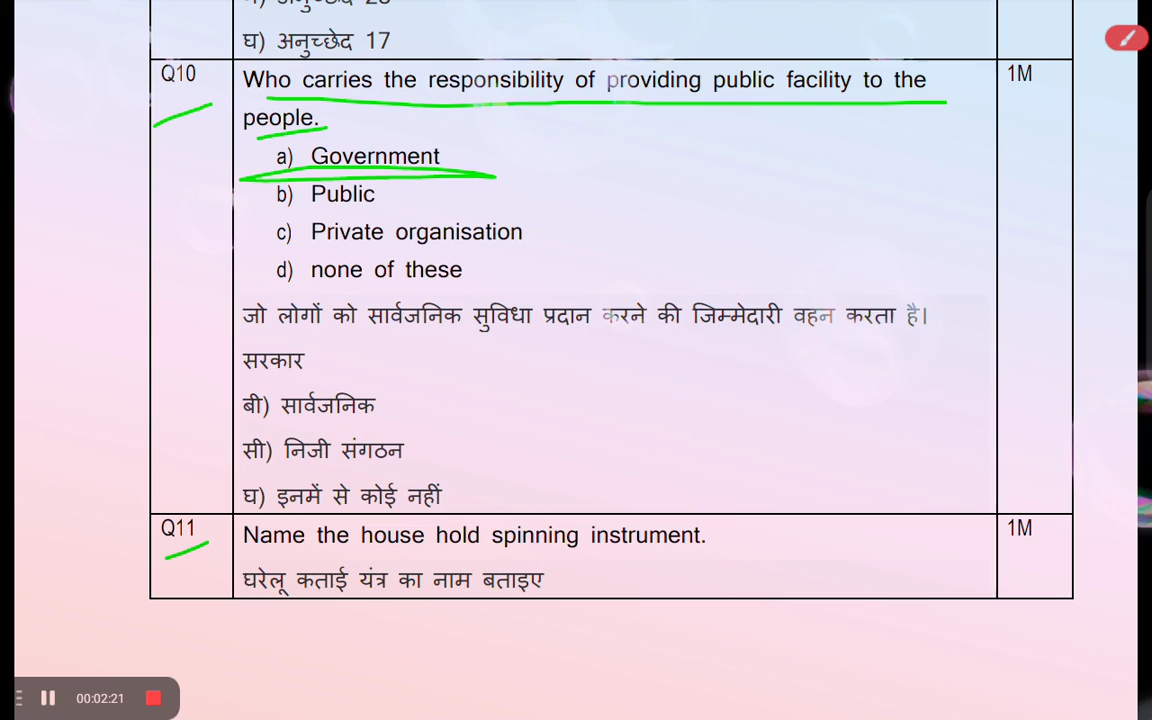 घ) अनुच्छेद 17
Q10
Who carries the responsibility of providing public facility to the
1M
people.
a) Government
b) Public
c) Private organisation
d) none of these
जो लोगों को सार्वजनिक सुविधा प्रदान करने की जिम्मेदारी वहन करता है।
सरकार
बी) सार्वजनिक
सी) निजी संगठन
घ) इनमें से कोई नहीं
Q11
Name the house hold spinning instrument.
1M
घरेलू कताई यंत्र का नाम बताइए
00:02:21